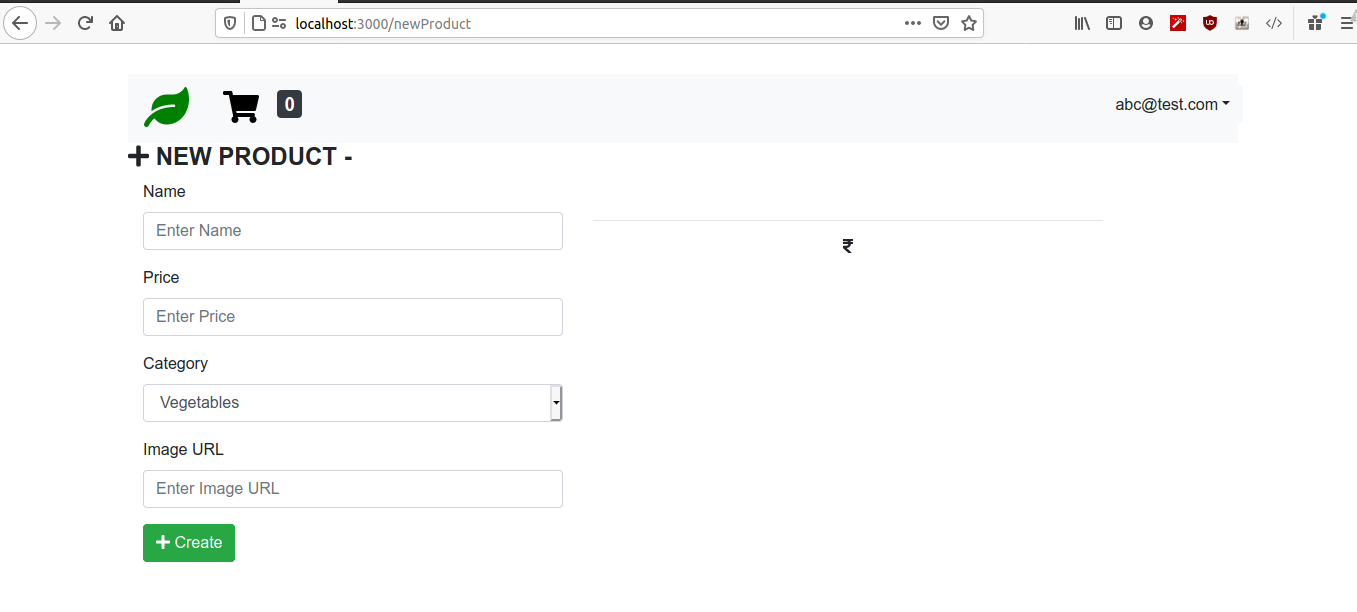 localhost:3000/newProduct
0
abc@test.com
NEW PRODUCT -
Name
Enter Name
₹
Price
Enter Price
Category
Vegetables
Image URL
Enter Image URL
Create